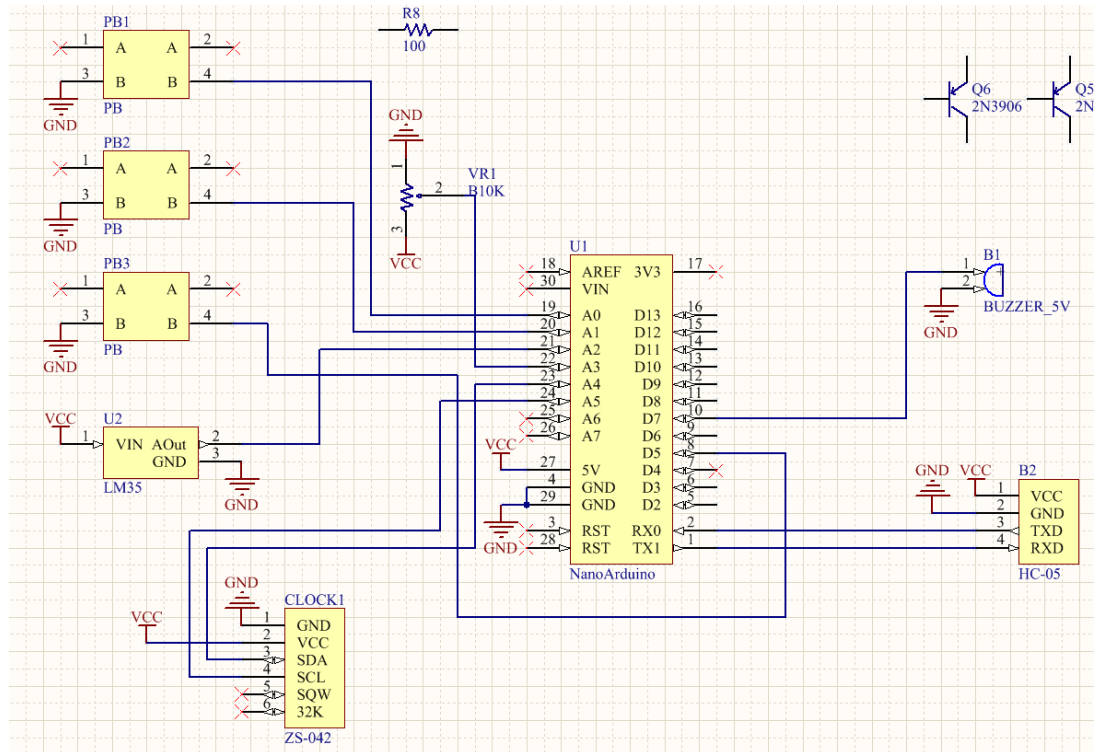 PB1
1 A A 2
3 B B 4
GND
PB
PB2
1 A A 2
3 B B 4
GND
PB
PB3
1 A A 2
3 B B 4
GND
PB
R8
100
GND
1
VR1
2 B10K
3
VCC
Q6
2N3906
Q5
2N
U2
VCC
1 VIN AOut 2
GND 3
GND
LM35
U1
18 AREF 3V3 17
30 VIN
19 A0 D13 16
20 A1 D12 15
21 A2 D11 14
22 A3 D10 13
23 A4 D9 12
24 A5 D8 11
25 A6 D7 10
26 A7 D6 9
D5 8
VCC
27 5V D4 7
4 GND D3 6
29 GND D2 5
GND
3 RST RX0 2
28 RST TX1 1
NanoArduino
B1
1 +
2
GND
BUZZER_5V
B2
GND VCC
1 VCC
2 GND
3 TXD
4 RXD
HC-05
CLOCK1
GND
VCC
1 GND
2 VCC
3 SDA
4 SCL
5 SQW
6 32K
ZS-042